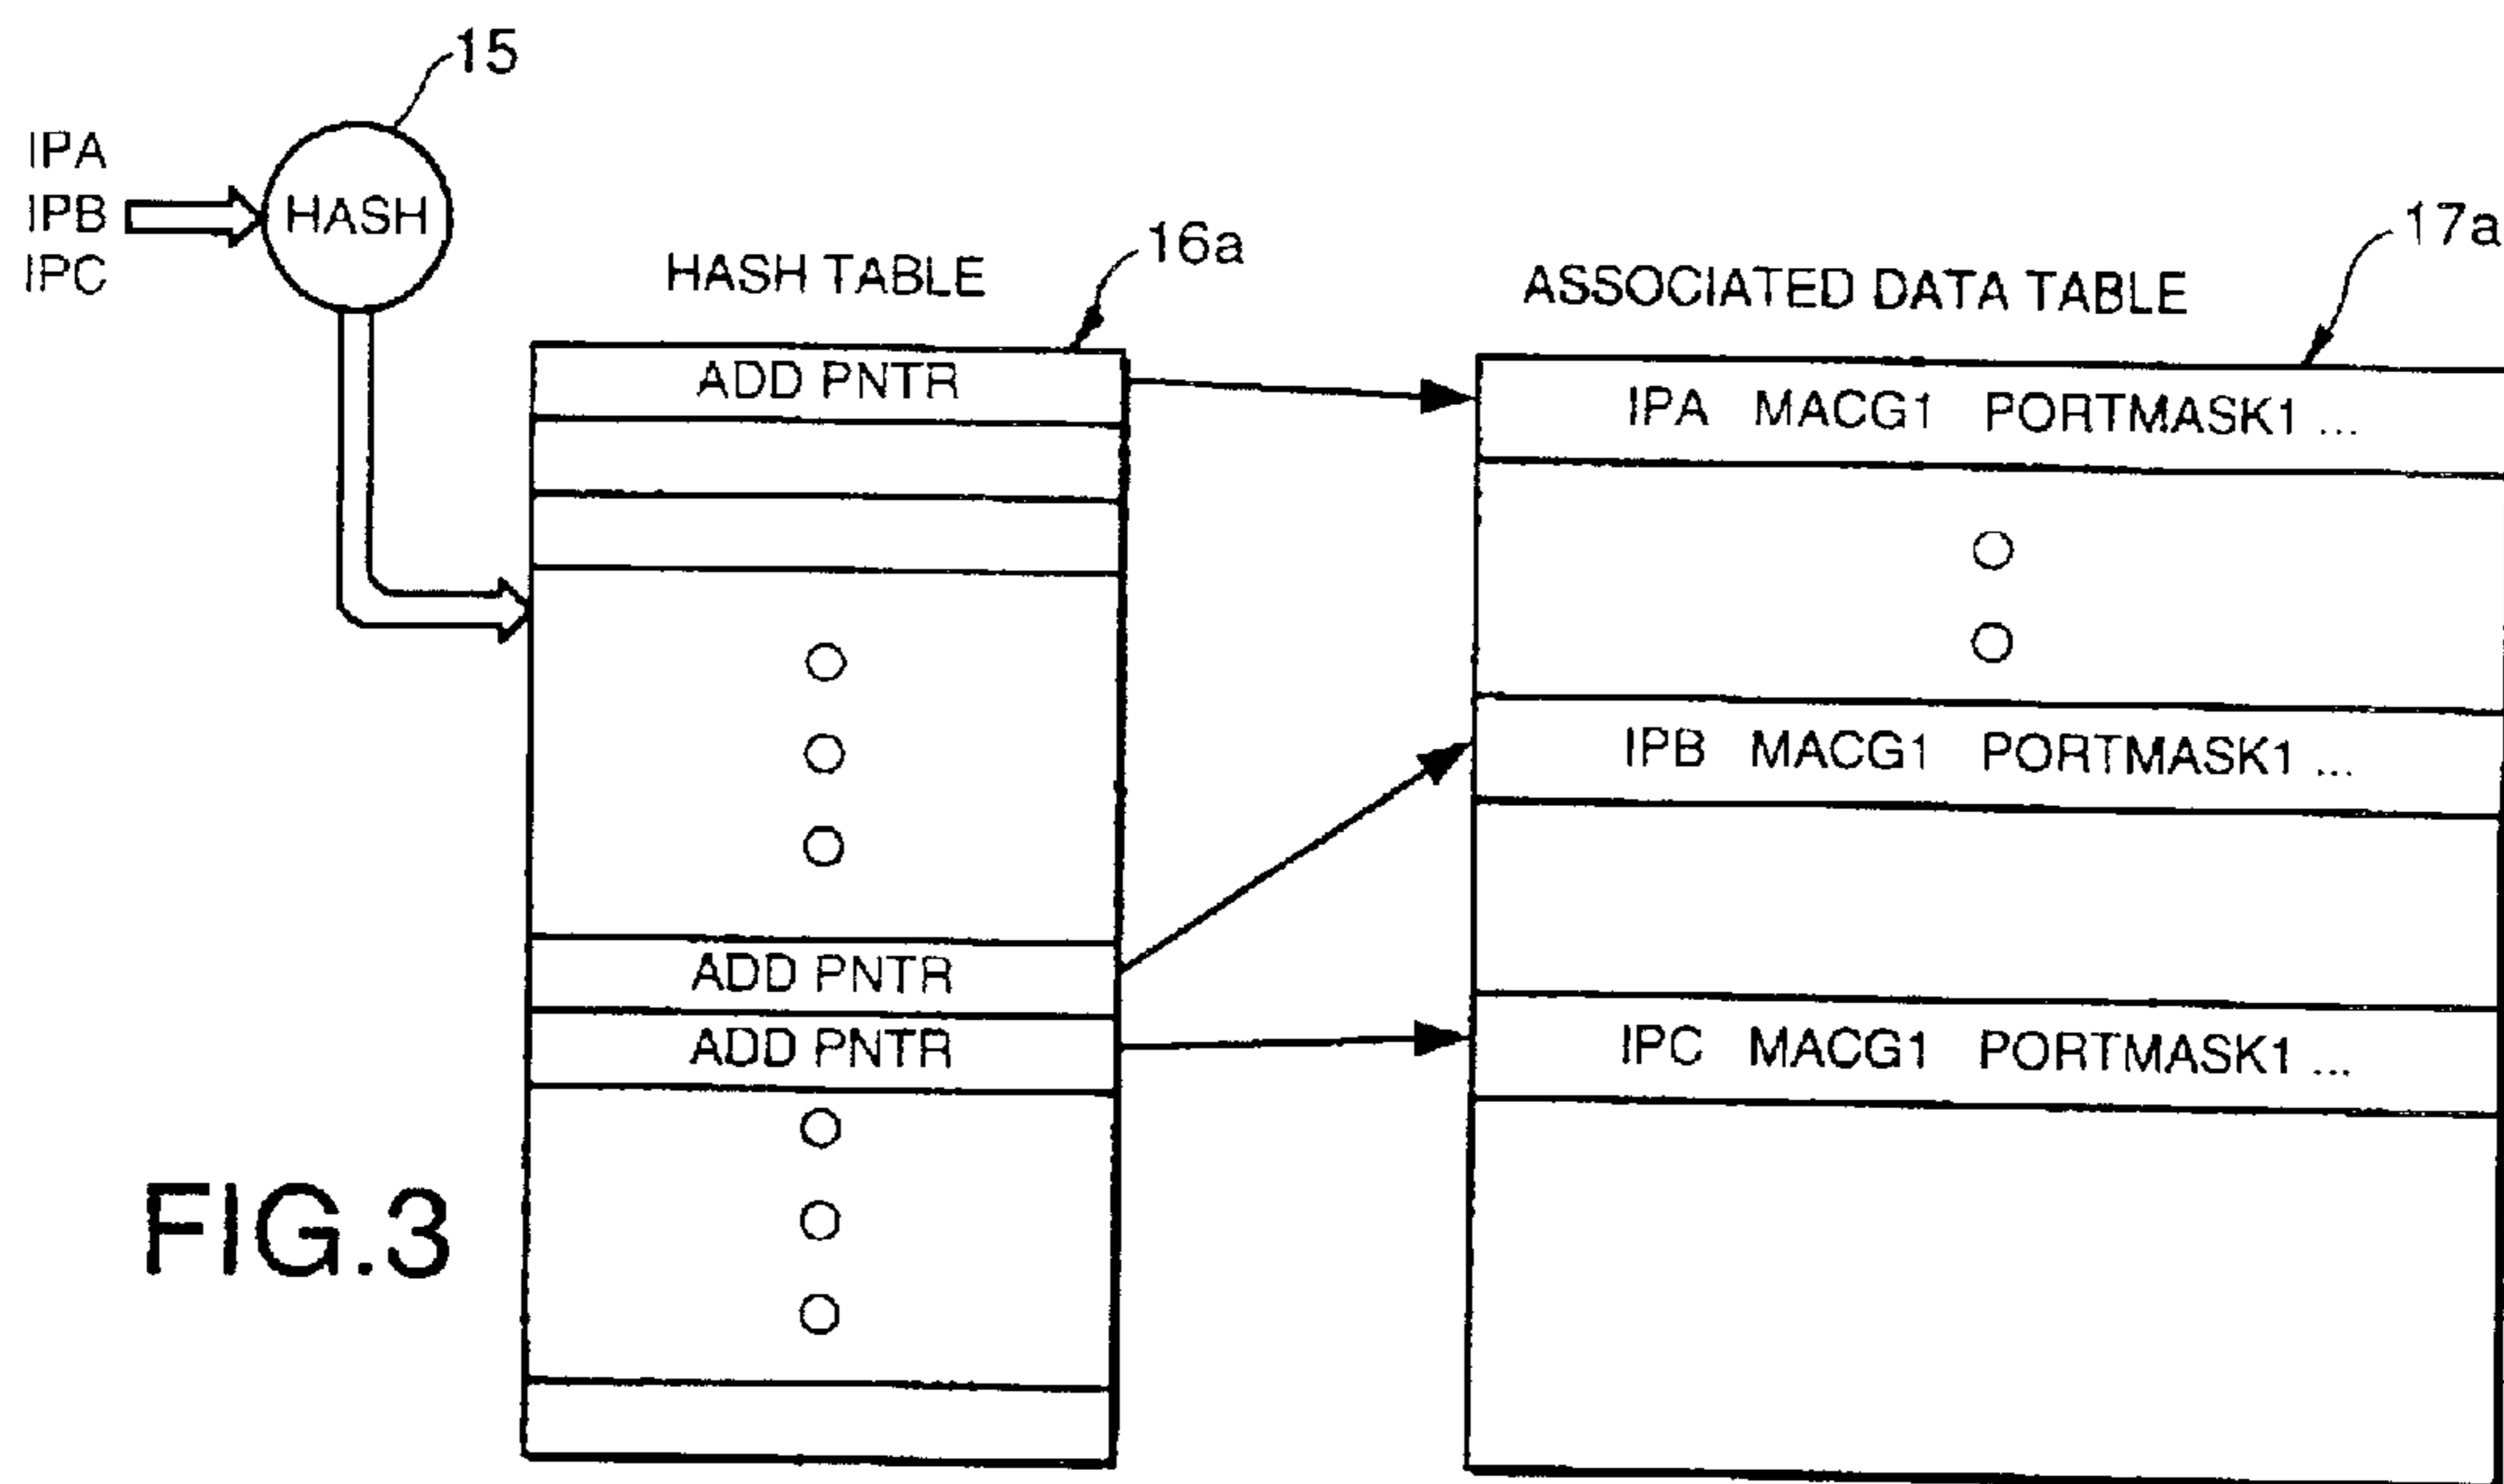 15
IPA
IPB
IPC
HASH
HASH TABLE
16a
ASSOCIATED DATA TABLE
17a
ADD PNTR
IPA MACG1 PORTMASK1 ...
IPB MACG1 PORTMASK1 ...
ADD PNTR
ADD PNTR
IPC MACG1 PORTMASK1 ...
FIG.3